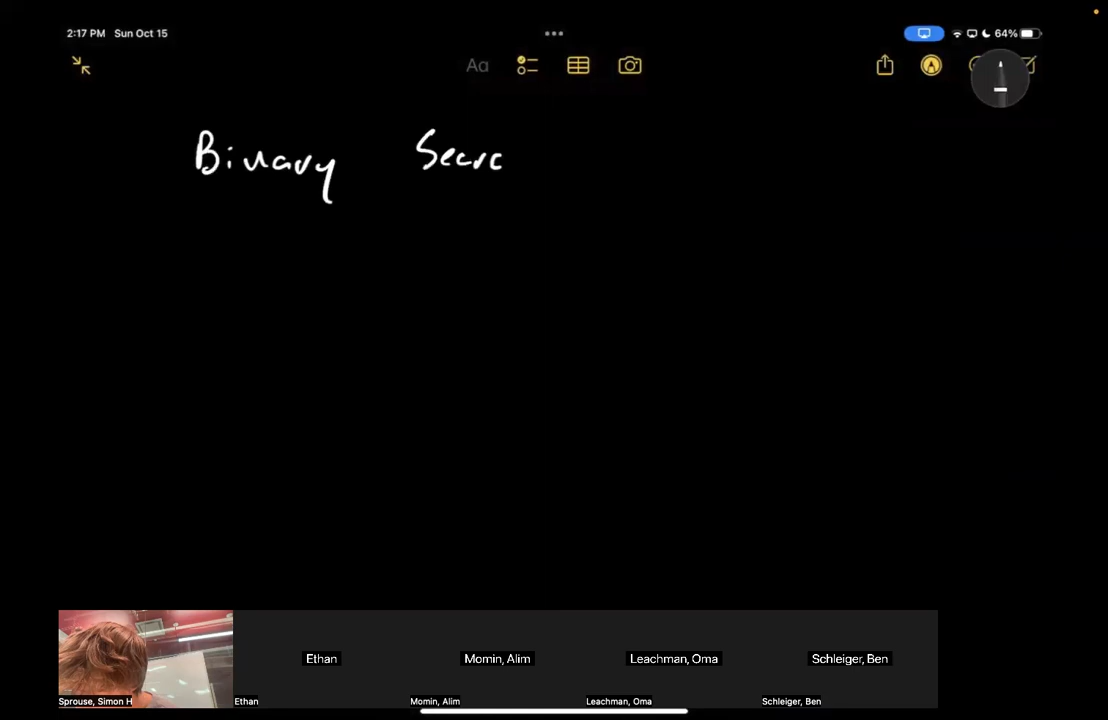 2:17 PM Sun Oct 15
64%
Aa
Binary Searc
Ethan
Momin, Alim
Leachman, Oma
Schleiger, Ben
Sprouse, Simon H
Ethan
Momin, Alim
Leachman, Oma
Schleiger, Ben